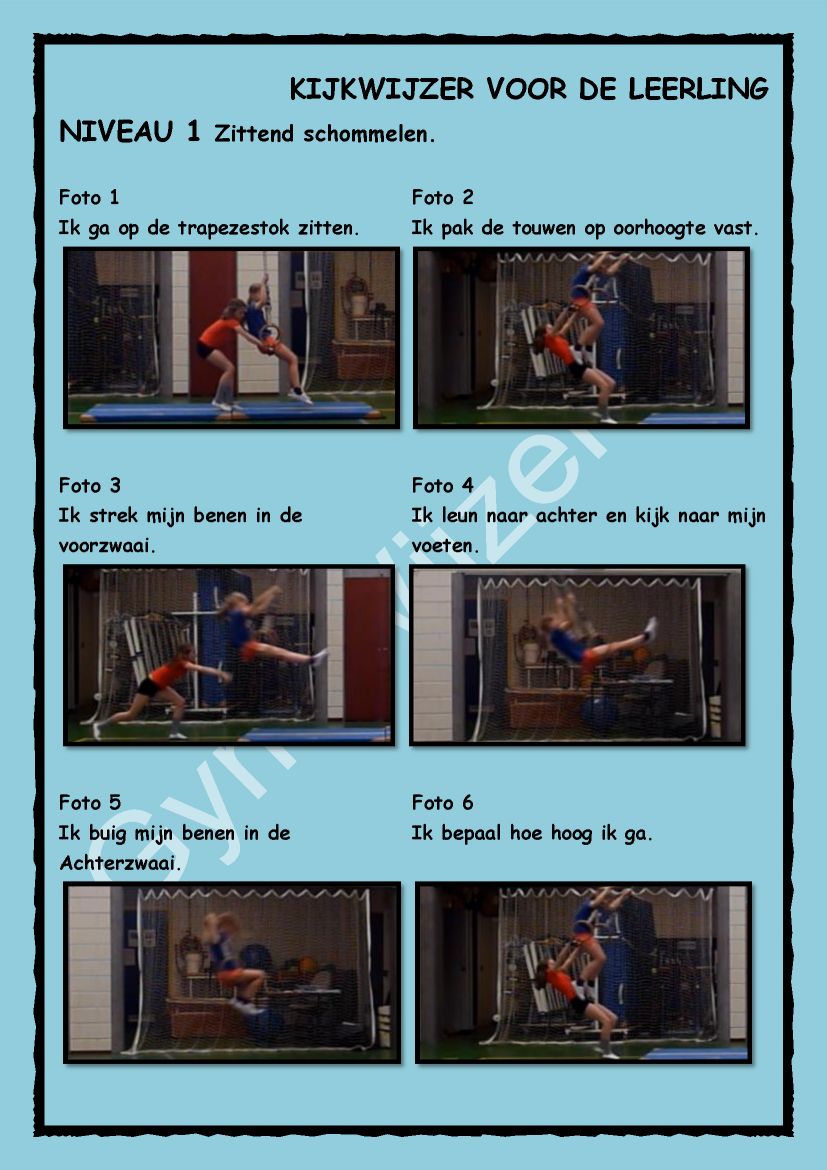 KIJKWIJZER VOOR DE LEERLING
NIVEAU 1 Zittend schommelen.
Foto 1
Ik ga op de trapezestok zitten.
Foto 2
Ik pak de touwen op oorhoogte vast.
Foto 3
Ik strek mijn benen in de
voorzwaai.
Foto 4
Ik leun naar achter en kijk naar mijn
voeten.
Foto 5
Ik buig mijn benen in de
Achterzwaai.
Foto 6
Ik bepaal hoe hoog ik ga.